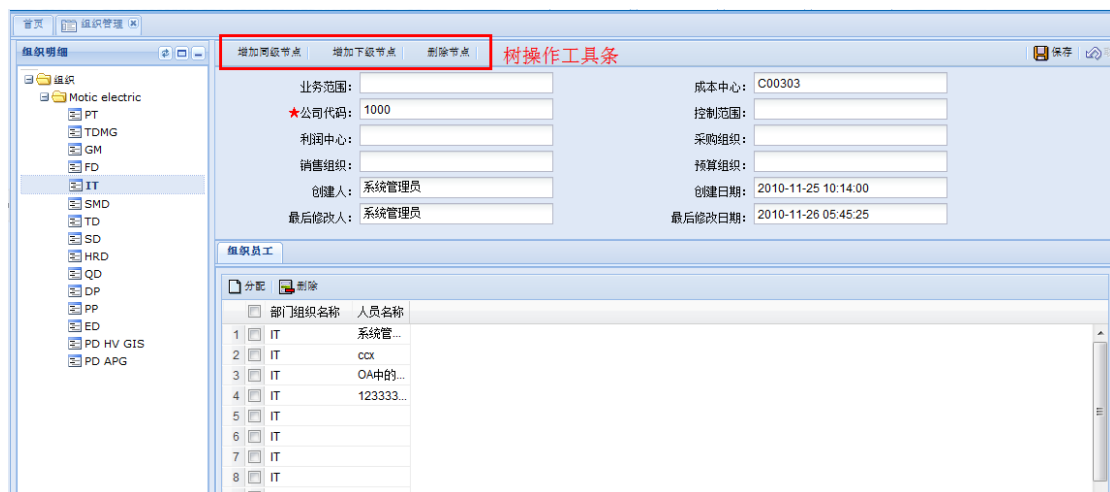 首页 组织管理
组织明细
增加同级节点 增加下级节点 删除节点 树操作工具条 保存
组织
Motic electric
PT
TDMG
GM
FD
IT
SMD
TD
SD
HRD
QD
DP
PP
ED
PD HV GIS
PD APG
业务范围: 成本中心: C00303
★公司代码: 1000 控制范围:
利润中心: 采购组织:
销售组织: 预算组织:
创建人: 系统管理员 创建日期: 2010-11-25 10:14:00
最后修改人: 系统管理员 最后修改日期: 2010-11-26 05:45:25
组织员工
分配 删除
部门组织名称 人员名称
1 IT 系统管...
2 IT ccx
3 IT OA中的...
4 IT 123333...
5 IT
6 IT
7 IT
8 IT